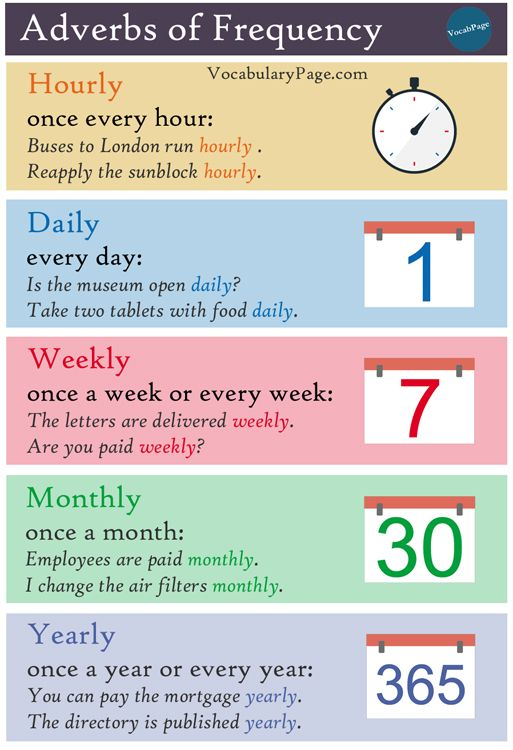 Adverbs of Frequency
VocabPage
VocabularyPage.com
Hourly
once every hour:
Buses to London run hourly .
Reapply the sunblock hourly.
Daily
every day:
Is the museum open daily?
Take two tablets with food daily.
1
Weekly
once a week or every week:
The letters are delivered weekly.
Are you paid weekly?
7
Monthly
once a month:
Employees are paid monthly.
I change the air filters monthly.
30
Yearly
once a year or every year:
You can pay the mortgage yearly.
The directory is published yearly.
365